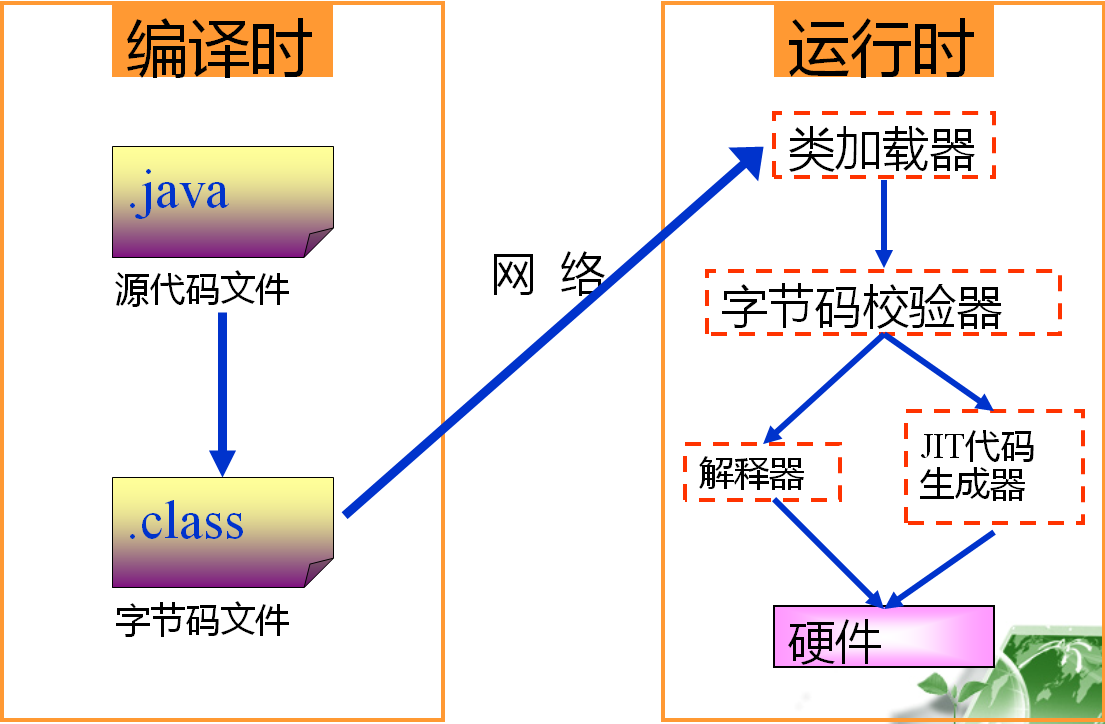 编译时
.java
源代码文件
.class
字节码文件
网 络
运行时
类加载器
字节码校验器
解释器
JIT代码
生成器
硬件